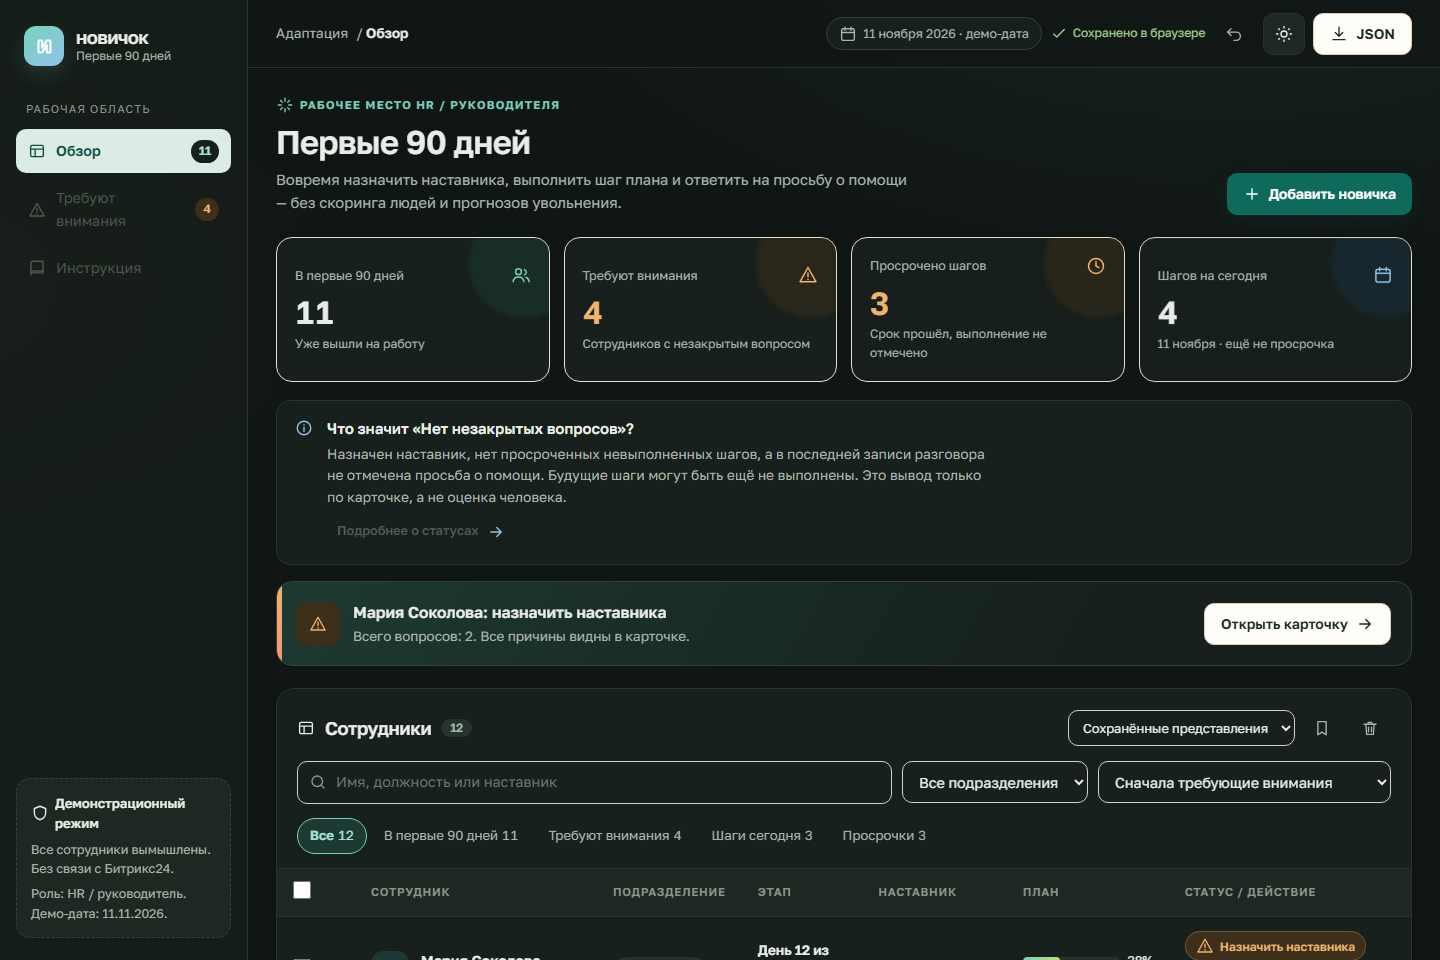 НОВИЧОК
Первые 90 дней
РАБОЧАЯ ОБЛАСТЬ
Обзор 11
Требуют внимания 4
Инструкция
Демонстрационный режим
Все сотрудники вымышлены.
Без связи с Битрикс24.
Роль: HR / руководитель.
Демо-дата: 11.11.2026.
Адаптация / Обзор
11 ноября 2026 · демо-дата
Сохранено в браузере
JSON
РАБОЧЕЕ МЕСТО HR / РУКОВОДИТЕЛЯ
Первые 90 дней
Вовремя назначить наставника, выполнить шаг плана и ответить на просьбу о помощи
— без скоринга людей и прогнозов увольнения.
Добавить новичка
В первые 90 дней
11
Уже вышли на работу
Требуют внимания
4
Сотрудников с незакрытым вопросом
Просрочено шагов
3
Срок прошёл, выполнение не
отмечено
Шагов на сегодня
4
11 ноября · ещё не просрочка
Что значит «Нет незакрытых вопросов»?
Назначен наставник, нет просроченных невыполненных шагов, а в последней записи разговора
не отмечена просьба о помощи. Будущие шаги могут быть ещё не выполнены. Это вывод только
по карточке, а не оценка человека.
Подробнее о статусах
Мария Соколова: назначить наставника
Всего вопросов: 2. Все причины видны в карточке.
Открыть карточку
Сотрудники 12
Сохранённые представления
Имя, должность или наставник
Все подразделения
Сначала требующие внимания
Все 12
В первые 90 дней 11
Требуют внимания 4
Шаги сегодня 3
Просрочки 3
СОТРУДНИК ПОДРАЗДЕЛЕНИЕ ЭТАП НАСТАВНИК ПЛАН СТАТУС / ДЕЙСТВИЕ
Мария Соколова
День 12 из
28%
Назначить наставника